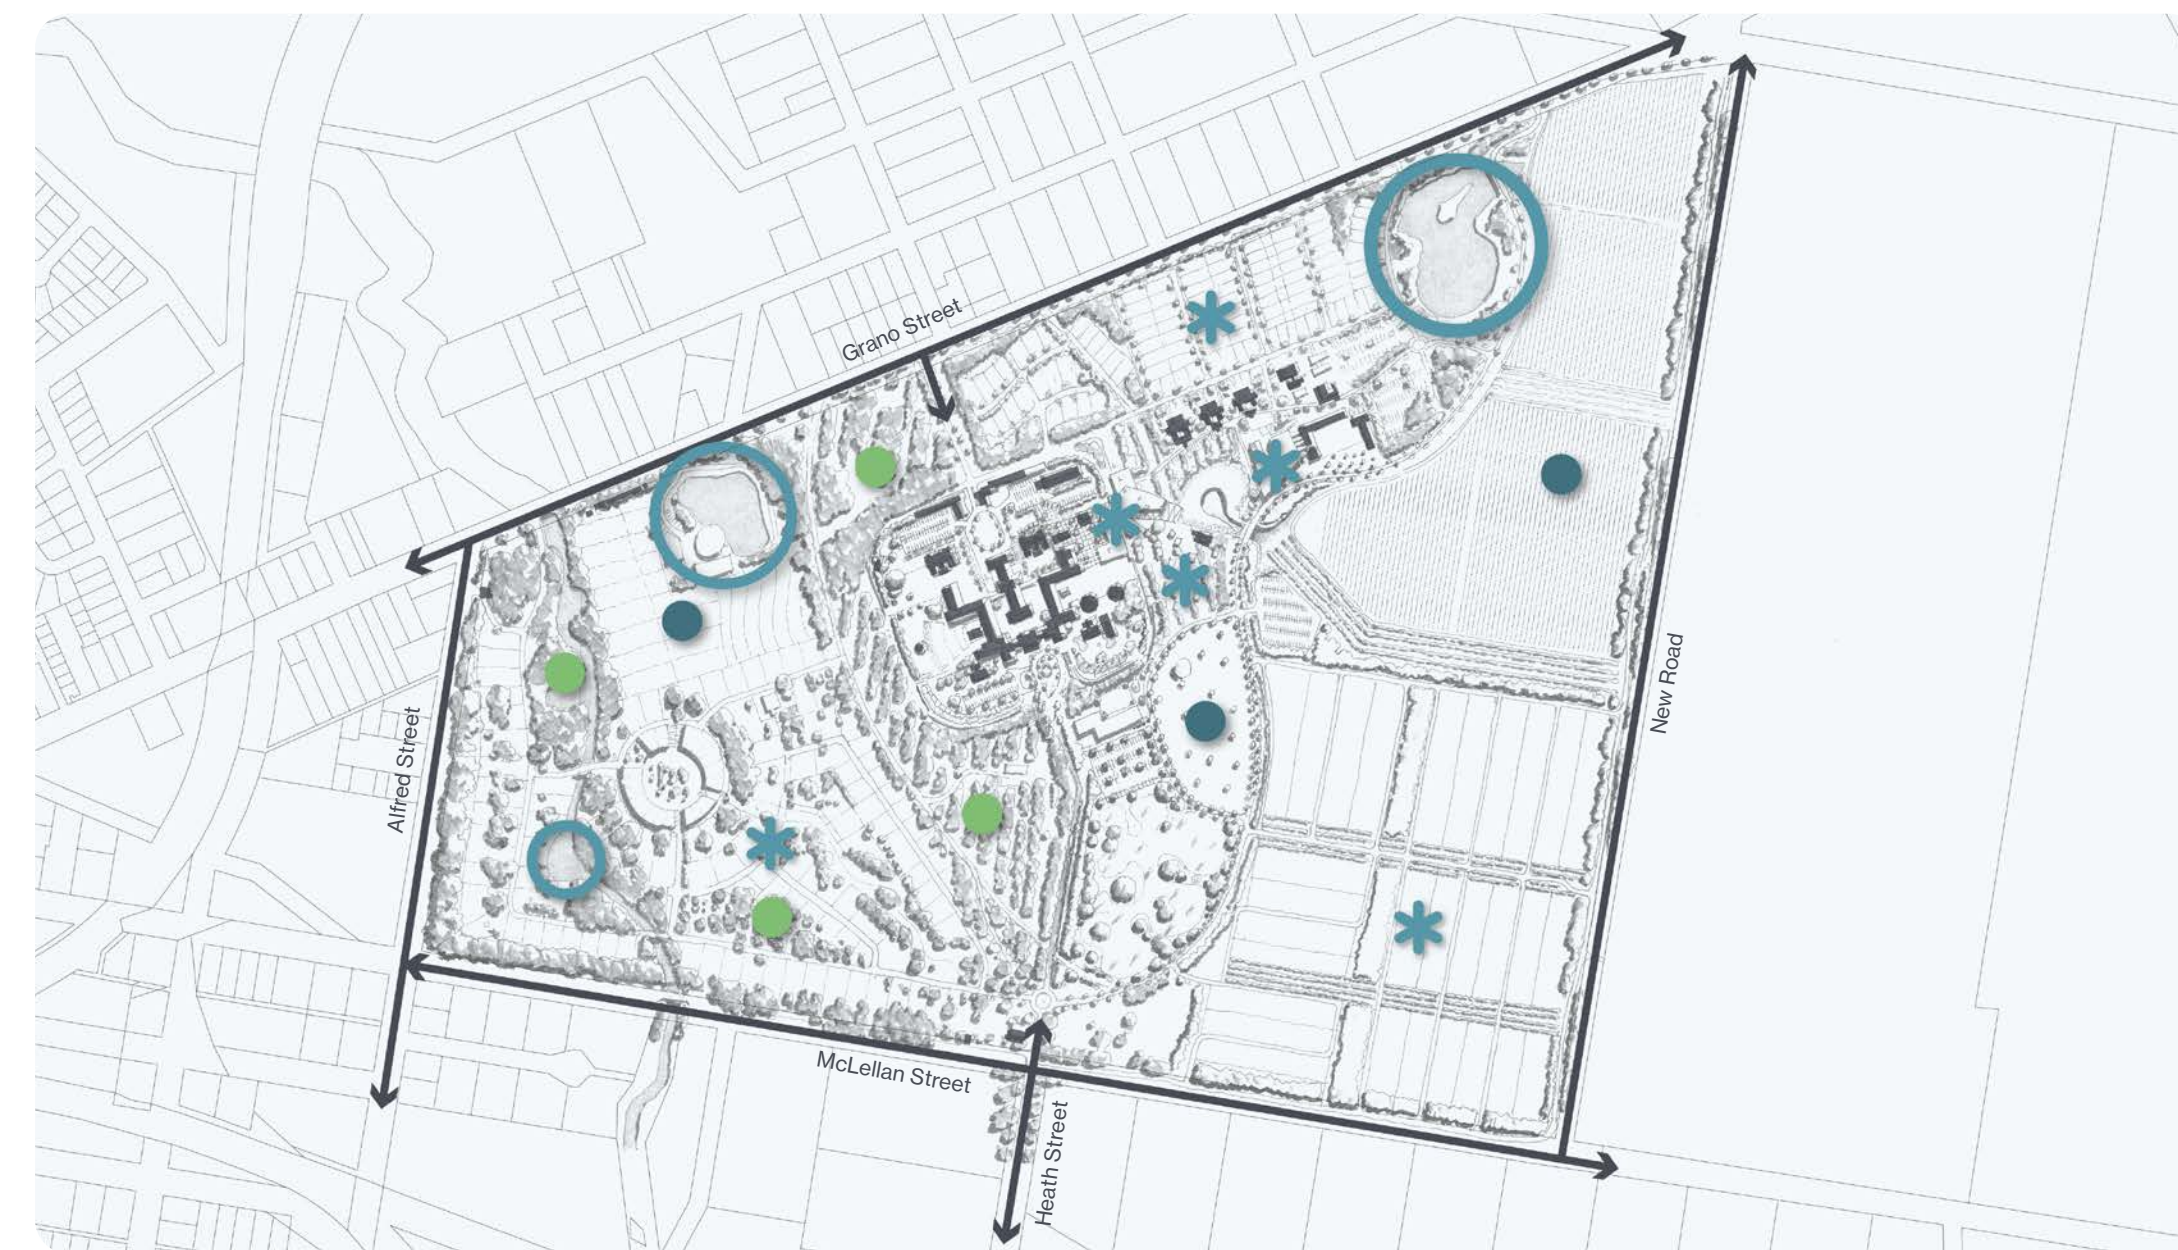 Grano Street
New Road
Alfred Street
McLellan Street
Heath Street